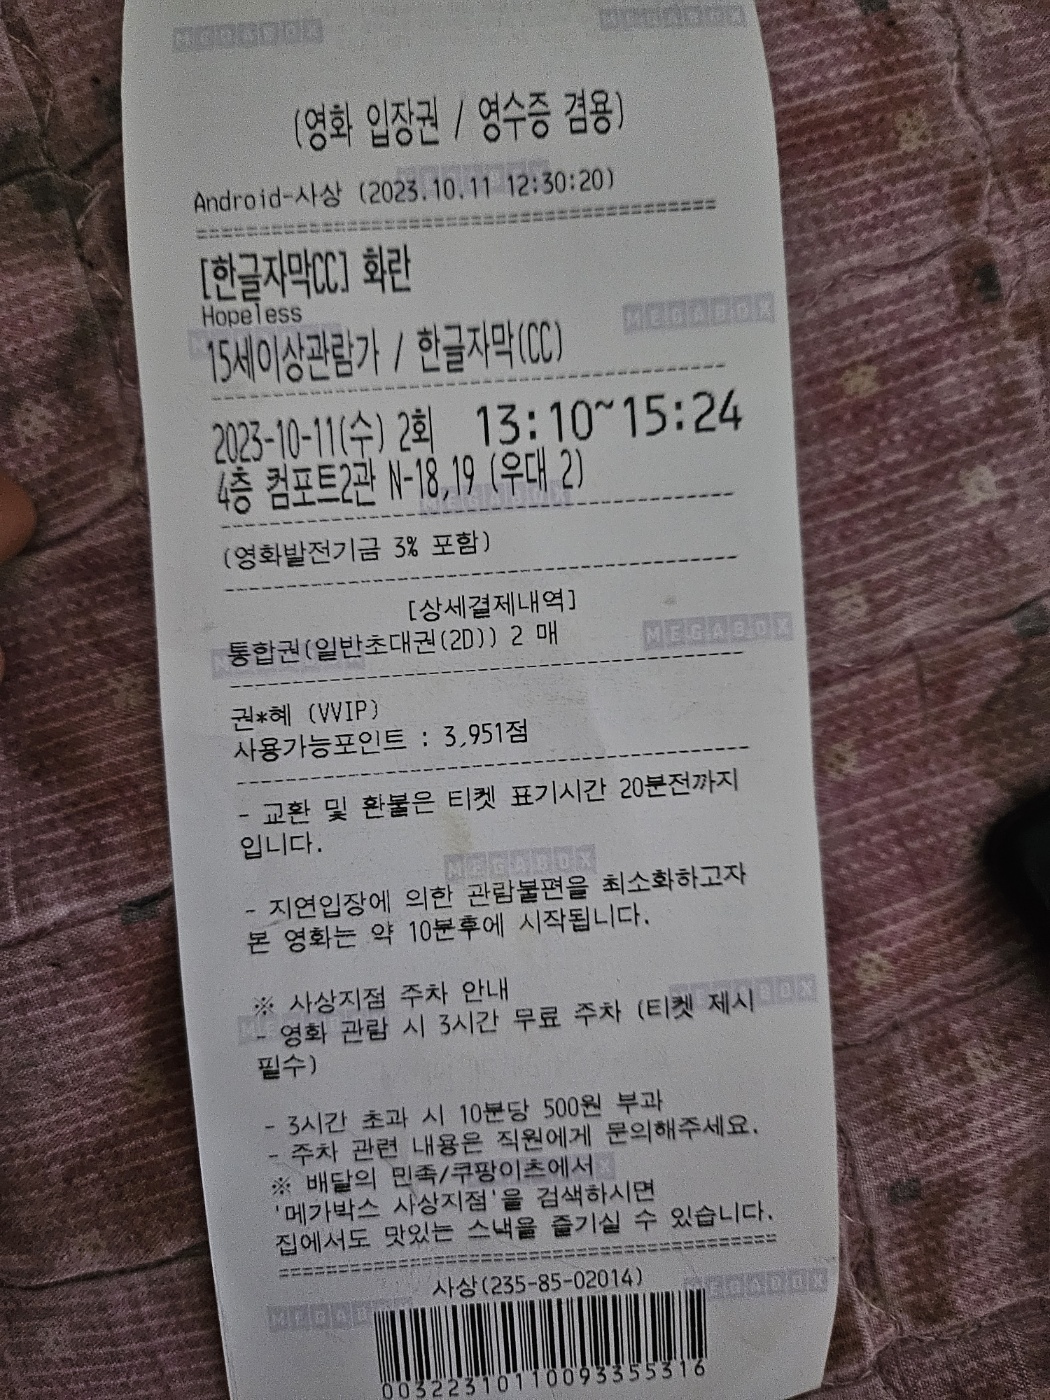 MEGABOX
MEGABOX
(영화 입장권 / 영수증 겸용)
Android-사상 (2023.10.11 12:30:20)
[한글자막CC] 화란
Hopeless
MEGABOX
15세이상관람가 / 한글자막(CC)
2023-10-11(수) 2회 13:10~15:24
4층 컴포트2관 N-18,19 (우대 2)
MEGABOX
(영화발전기금 3% 포함)
[상세결제내역]
MEGABOX
통합권(일반초대권(2D)) 2 매
권*혜 (VVIP)
사용가능포인트 : 3,951점
- 교환 및 환불은 티켓 표기시간 20분전까지
입니다.
MEGABOX
- 지연입장에 의한 관람불편을 최소화하고자
본 영화는 약 10분후에 시작됩니다.
※ 사상지점 주차 안내
- 영화 관람 시 3시간 무료 주차 (티켓 제시
필수)
- 3시간 초과 시 10분당 500원 부과
- 주차 관련 내용은 직원에게 문의해주세요.
※ 배달의 민족/쿠팡이츠에서
'메가박스 사상지점'을 검색하시면
집에서도 맛있는 스낵을 즐기실 수 있습니다.
사상(235-85-02014)
MEGABOX
0032231011009335531​6